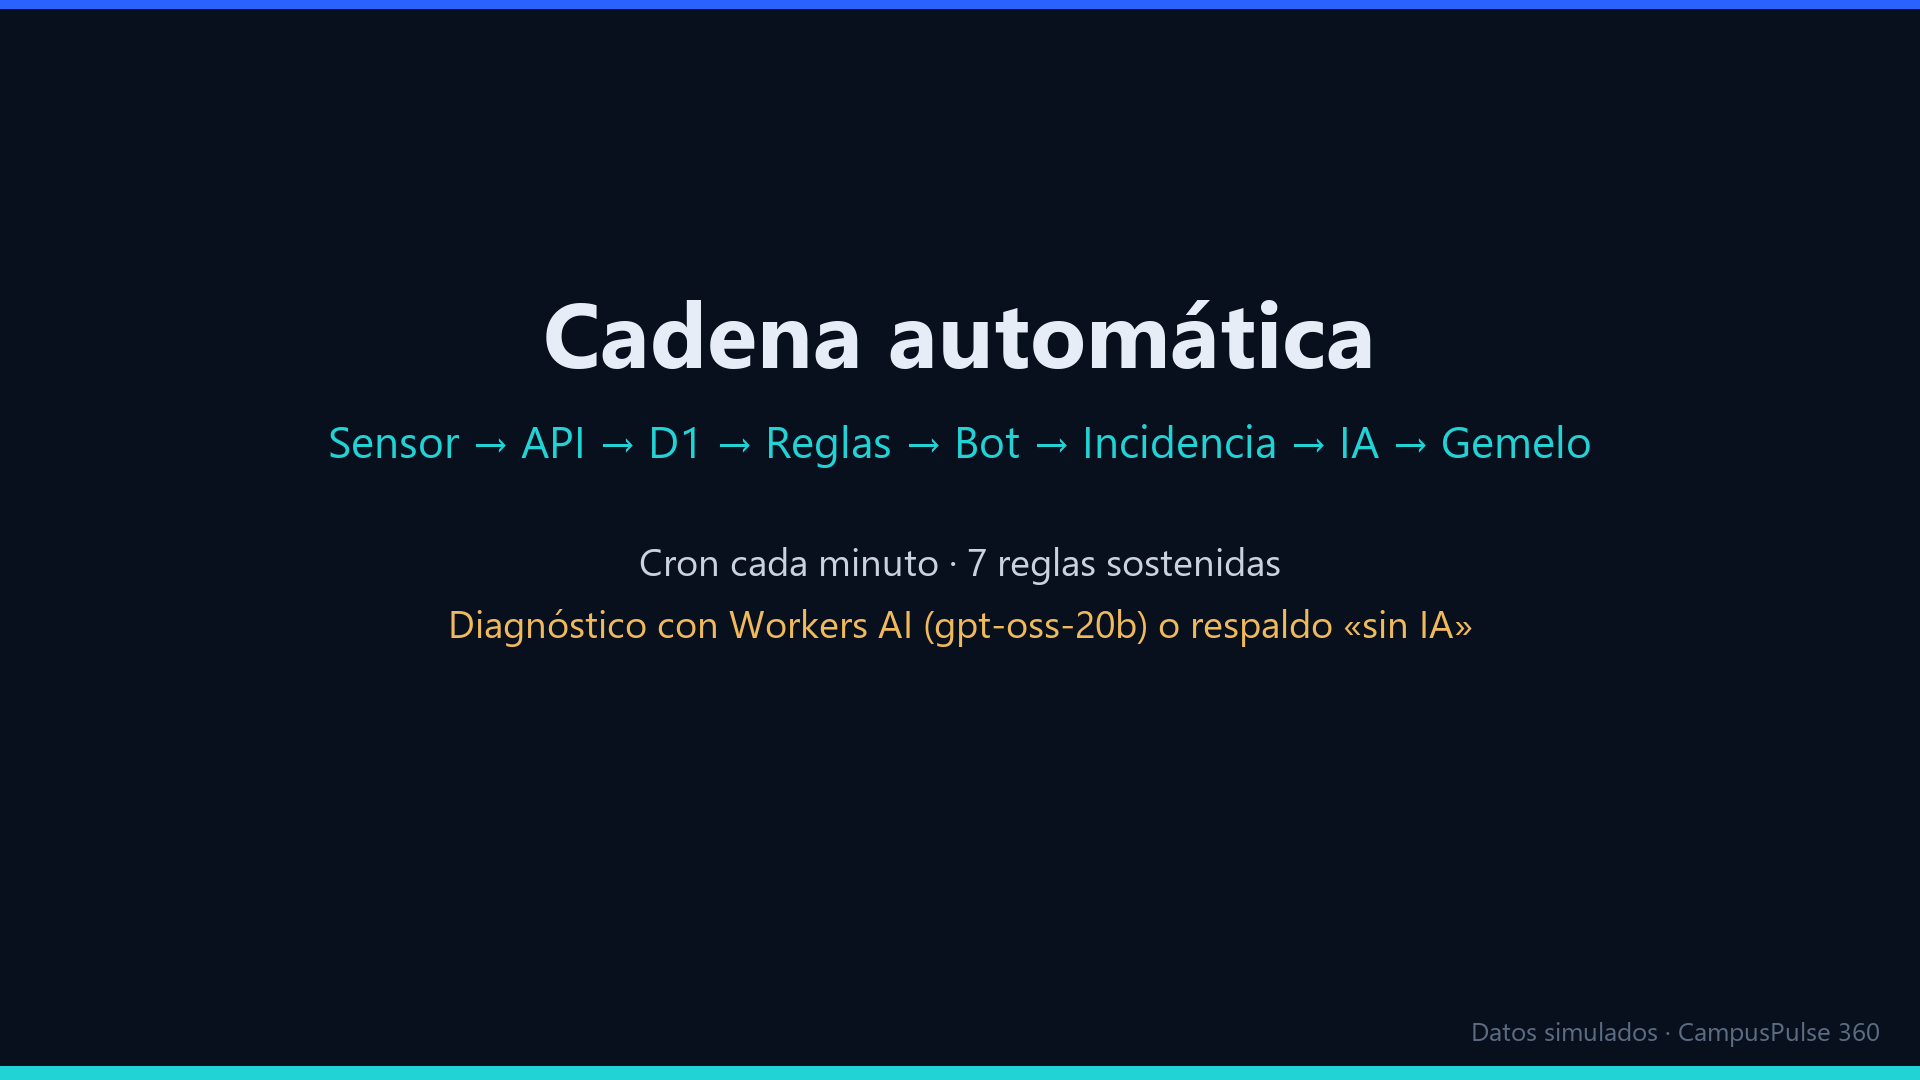 Cadena automática
Sensor → API → D1 → Reglas → Bot → Incidencia → IA → Gemelo
Cron cada minuto · 7 reglas sostenidas
Diagnóstico con Workers AI (gpt-oss-20b) o respaldo «sin IA»
Datos simulados · CampusPulse 360